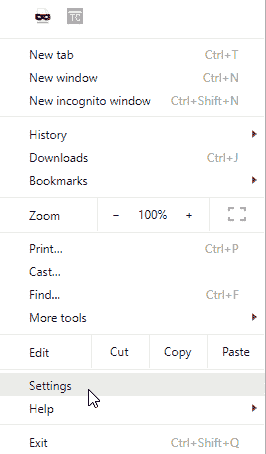 TC
New tab Ctrl+T
New window Ctrl+N
New incognito window Ctrl+Shift+N
History
Downloads Ctrl+J
Bookmarks
Zoom − 100% +
Print... Ctrl+P
Cast...
Find... Ctrl+F
More tools
Edit Cut Copy Paste
Settings
Help
Exit Ctrl+Shift+Q